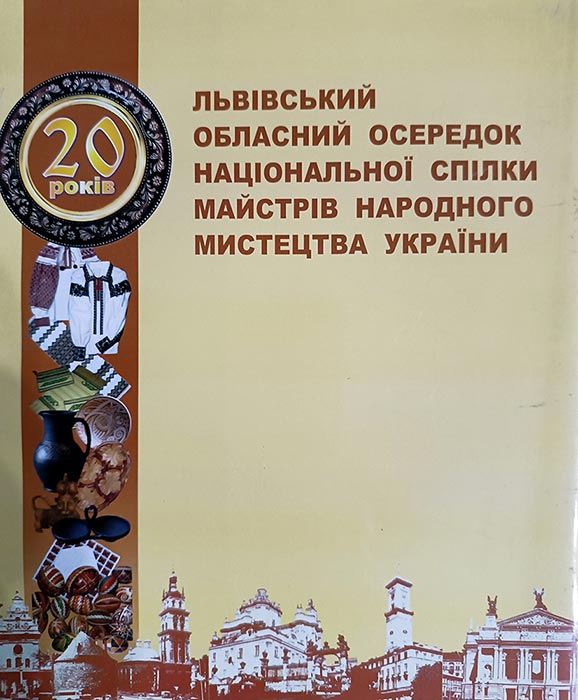 20
років
ЛЬВІВСЬКИЙ
ОБЛАСНИЙ ОСЕРЕДОК
НАЦІОНАЛЬНОЇ СПІЛКИ
МАЙСТРІВ НАРОДНОГО
МИСТЕЦТВА УКРАЇНИ